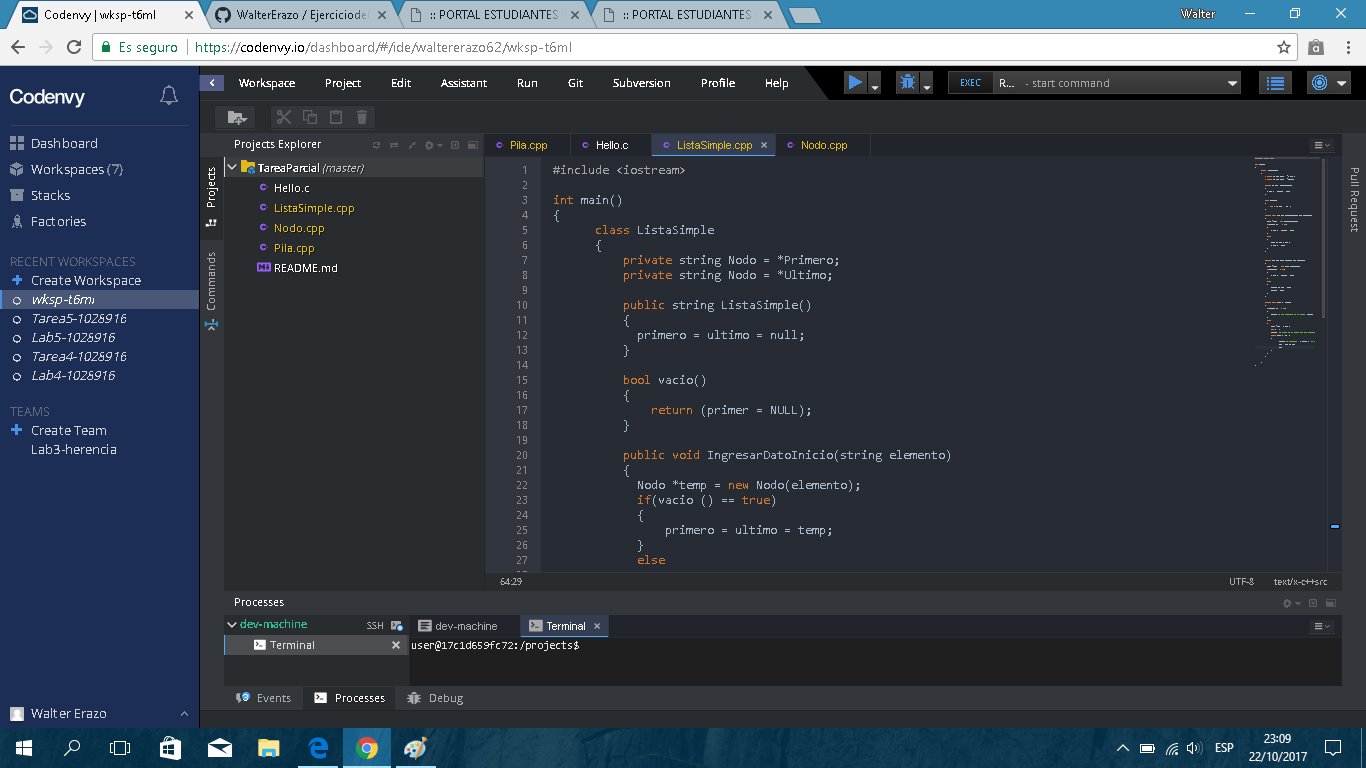 Codenvy | wksp-t6ml
WalterErazo / Ejerciciodel
:: PORTAL ESTUDIANTES
:: PORTAL ESTUDIANTES
Walter
Es seguro
https://codenvy.io/dashboard/#/ide/waltererazo62/wksp-t6ml
Codenvy
Workspace Project Edit Assistant Run Git Subversion Profile Help
EXEC R... - start command
Dashboard
Workspaces (7)
Stacks
Factories
RECENT WORKSPACES
Create Workspace
wksp-t6ml
Tarea5-1028916
Lab5-1028916
Tarea4-1028916
Lab4-1028916
TEAMS
Create Team
Lab3-herencia
Walter Erazo
Projects
Commands
Projects Explorer
TareaParcial (master)
Hello.c
ListaSimple.cpp
Nodo.cpp
Pila.cpp
README.md
Pila.cpp Hello.c ListaSimple.cpp Nodo.cpp
1 #include <iostream>
2
3 int main()
4 {
5 class ListaSimple
6 {
7 private string Nodo = *Primero;
8 private string Nodo = *Ultimo;
9
10 public string ListaSimple()
11 {
12 primero = ultimo = null;
13 }
14
15 bool vacio()
16 {
17 return (primer = NULL);
18 }
19
20 public void IngresarDatoInicio(string elemento)
21 {
22 Nodo *temp = new Nodo(elemento);
23 if(vacio () == true)
24 {
25 primero = ultimo = temp;
26 }
27 else
64:29
UTF-8 text/x-c++src
Pull Request
Processes
dev-machine SSH
Terminal
dev-machine Terminal
user@17c1d659fc72:/projects$
Events Processes Debug
ESP
23:09
22/10/2017